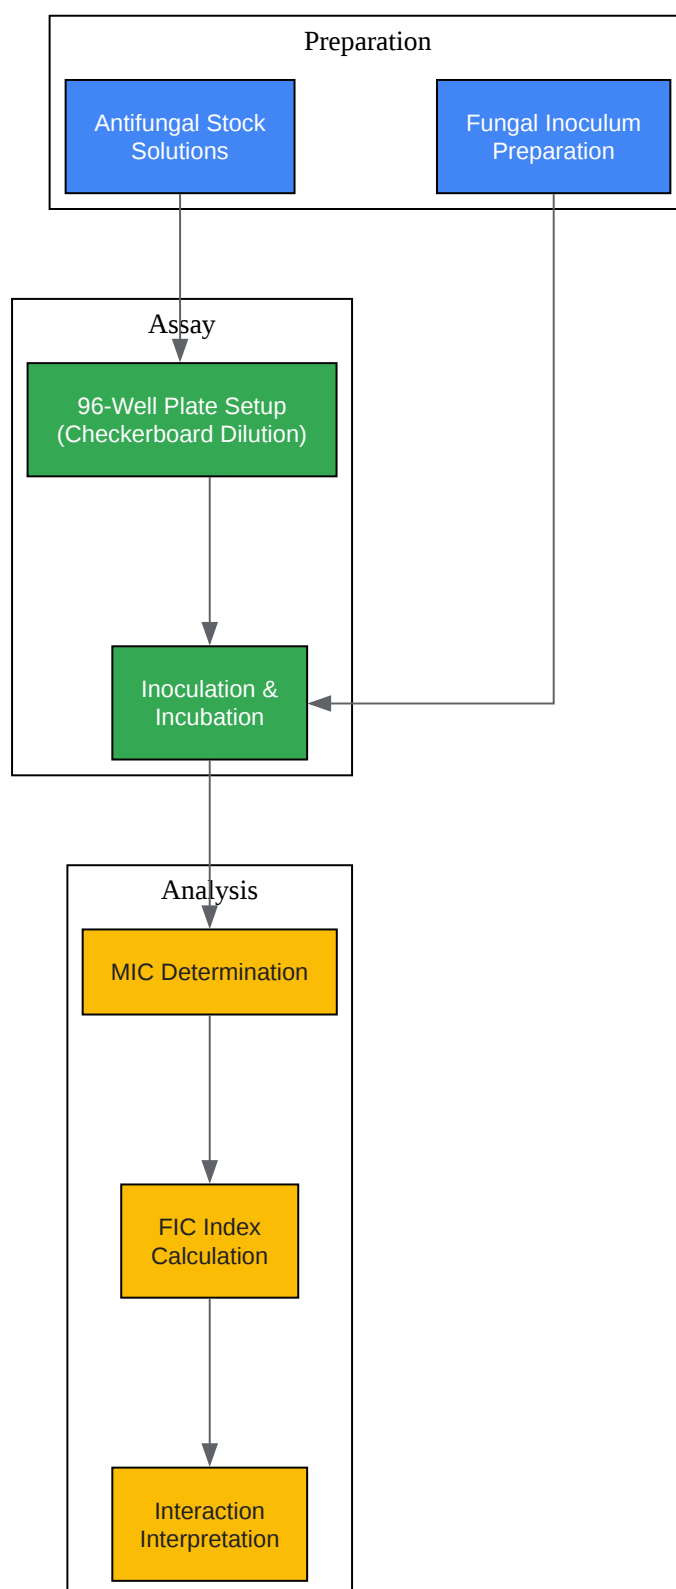 Preparation
Antifungal Stock
Solutions
Fungal Inoculum
Preparation
Assay
96-Well Plate Setup
(Checkerboard Dilution)
Inoculation &
Incubation
Analysis
MIC Determination
FIC Index
Calculation
Interaction
Interpretation